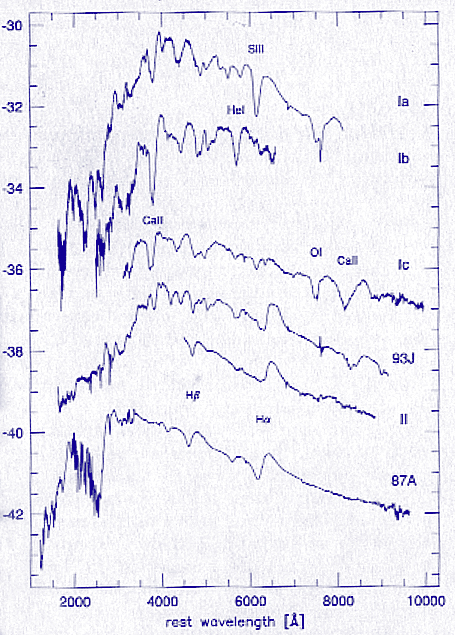 -30
SiII
Ia
-32
HeI
Ib
-34
CaII
OI
CaII
Ic
-36
93J
-38
II
Hβ
Hα
-40
87A
-42
2000 4000 6000 8000 10000
rest wavelength [Å]